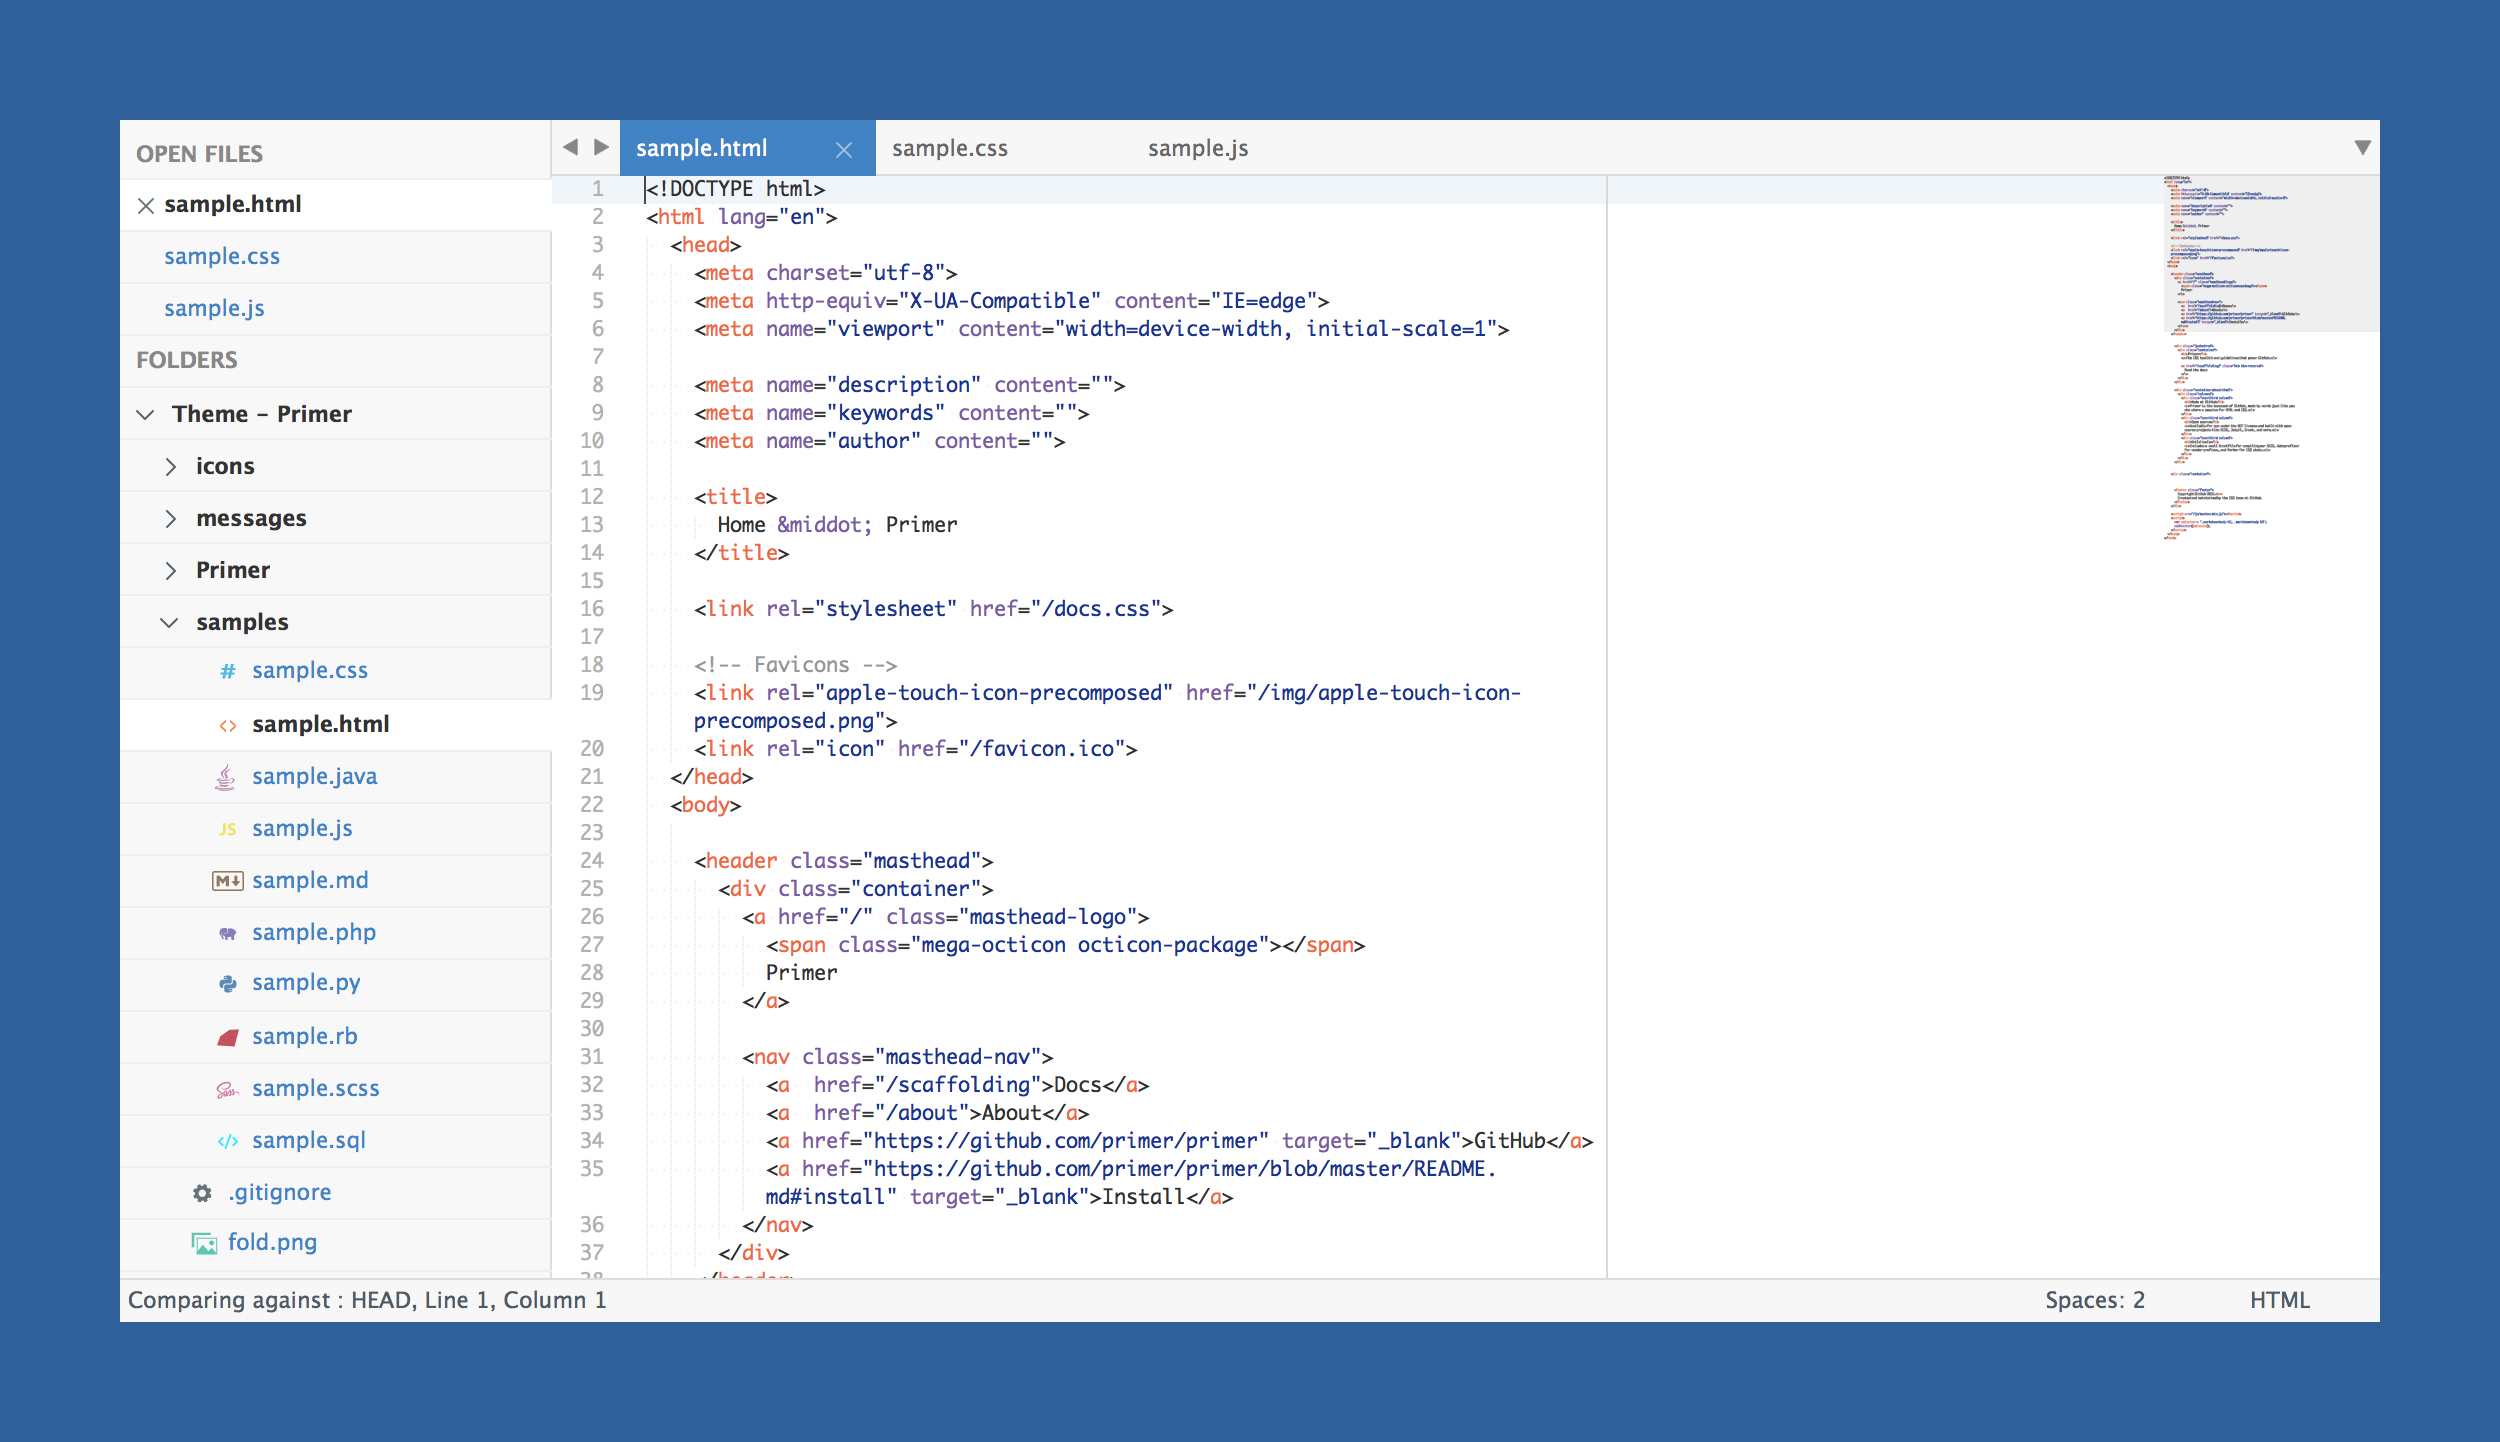 OPEN FILES
sample.html
sample.css
sample.js
FOLDERS
Theme – Primer
icons
messages
Primer
samples
# sample.css
<> sample.html
sample.java
JS sample.js
M sample.md
sample.php
sample.py
sample.rb
Sass sample.scss
</> sample.sql
.gitignore
fold.png
sample.html sample.css sample.js
1 <!DOCTYPE html>
2 <html lang="en">
3 <head>
4 <meta charset="utf-8">
5 <meta http-equiv="X-UA-Compatible" content="IE=edge">
6 <meta name="viewport" content="width=device-width, initial-scale=1">
7
8 <meta name="description" content="">
9 <meta name="keywords" content="">
10 <meta name="author" content="">
11
12 <title>
13 Home &middot; Primer
14 </title>
15
16 <link rel="stylesheet" href="/docs.css">
17
18 <!-- Favicons -->
19 <link rel="apple-touch-icon-precomposed" href="/img/apple-touch-icon-
precomposed.png">
20 <link rel="icon" href="/favicon.ico">
21 </head>
22 <body>
23
24 <header class="masthead">
25 <div class="container">
26 <a href="/" class="masthead-logo">
27 <span class="mega-octicon octicon-package"></span>
28 Primer
29 </a>
30
31 <nav class="masthead-nav">
32 <a  href="/scaffolding">Docs</a>
33 <a  href="/about">About</a>
34 <a href="https://github.com/primer/primer" target="_blank">GitHub</a>
35 <a href="https://github.com/primer/primer/blob/master/README.
md#install" target="_blank">Install</a>
36 </nav>
37 </div>
38 </header>
Comparing against : HEAD, Line 1, Column 1
Spaces: 2
HTML